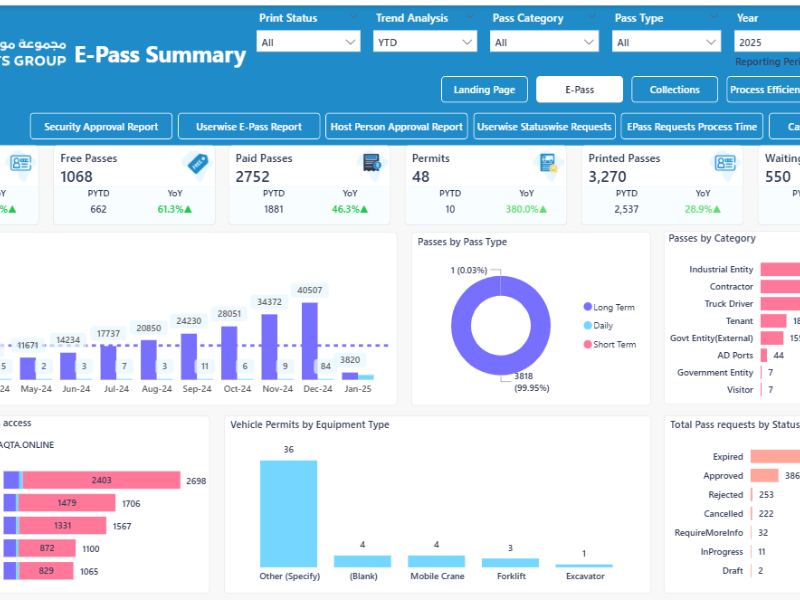 Print Status
Trend Analysis
Pass Category
Pass Type
Year
All
YTD
All
All
2025
مجموعة
TS GROUP
E-Pass Summary
Reporting
Landing Page
E-Pass
Collections
Process
Security Approval Report
Userwise E-Pass Report
Host Person Approval Report
Userwise Statuswise Requests
EPass Requests Process Time
Free Passes
1068
PYTD
YoY
662
61.3%▲
Paid Passes
2752
PYTD
YoY
1881
46.3%▲
Permits
48
PYTD
YoY
10
380.0%▲
Printed Passes
3,270
PYTD
YoY
2,537
28.9%▲
550
%▲
11671
14234
17737
20850
24230
28051
34372
40507
3820
5
2
3
7
3
11
6
9
84
24
May-24
Jun-24
Jul-24
Aug-24
Sep-24
Oct-24
Nov-24
Dec-24
Jan-25
Passes by Pass Type
1 (0.03%)
3818
(99.95%)
Long Term
Daily
Short Term
Passes by Category
Industrial Entity
Contractor
Truck Driver
Tenant
Govt Entity(External)
AD Ports 44
Government Entity 7
Visitor 7
access
AQTA.ONLINE
2403 2698
1479 1706
1331 1567
872 1100
829 1065
Vehicle Permits by Equipment Type
36
4
4
3
1
Other (Specify)
(Blank)
Mobile Crane
Forklift
Excavator
Total Pass requests by Status
Expired
Approved 386
Rejected 253
Cancelled 222
RequireMoreInfo 32
InProgress 11
Draft 2